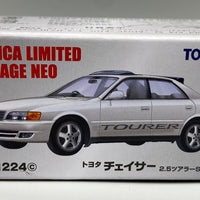 ICA LIMITED
AGE NEO
TO
TOURER
224©
トヨタ チェイサー
2.5ツアラーS